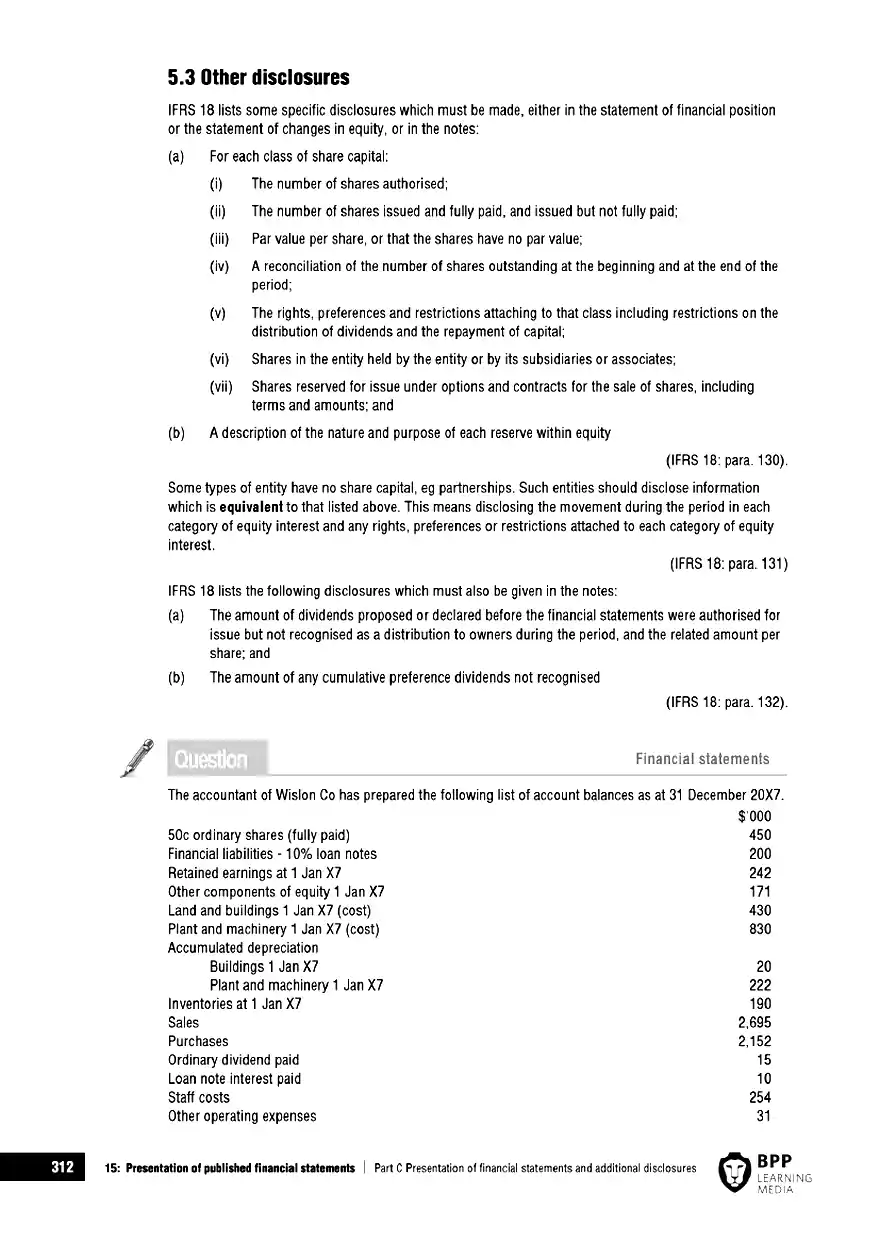 5.3 Other disclosures
IFRS 18 lists some specific disclosures which must be made, either in the statement of financial position
or the statement of changes in equity, or in the notes:
(a) For each class of share capital:
(i) The number of shares authorised;
(ii) The number of shares issued and fully paid, and issued but not fully paid;
(iii) Par value per share, or that the shares have no par value;
(iv) A reconciliation of the number of shares outstanding at the beginning and at the end of the
period;
(v) The rights, preferences and restrictions attaching to that class including restrictions on the
distribution of dividends and the repayment of capital;
(vi) Shares in the entity held by the entity or by its subsidiaries or associates;
(vii) Shares reserved for issue under options and contracts for the sale of shares, including
terms and amounts; and
(b) A description of the nature and purpose of each reserve within equity
(IFRS 18: para. 130).
Some types of entity have no share capital, eg partnerships. Such entities should disclose information
which is equivalent to that listed above. This means disclosing the movement during the period in each
category of equity interest and any rights, preferences or restrictions attached to each category of equity
interest.
(IFRS 18: para. 131)
IFRS 18 lists the following disclosures which must also be given in the notes:
(a) The amount of dividends proposed or declared before the financial statements were authorised for
issue but not recognised as a distribution to owners during the period, and the related amount per
share; and
(b) The amount of any cumulative preference dividends not recognised
(IFRS 18: para. 132).
Question Financial statements
The accountant of Wislon Co has prepared the following list of account balances as at 31 December 20X7.
$'000
50c ordinary shares (fully paid) 450
Financial liabilities - 10% loan notes 200
Retained earnings at 1 Jan X7 242
Other components of equity 1 Jan X7 171
Land and buildings 1 Jan X7 (cost) 430
Plant and machinery 1 Jan X7 (cost) 830
Accumulated depreciation
Buildings 1 Jan X7 20
Plant and machinery 1 Jan X7 222
Inventories at 1 Jan X7 190
Sales 2,695
Purchases 2,152
Ordinary dividend paid 15
Loan note interest paid 10
Staff costs 254
Other operating expenses 31
312 15: Presentation of published financial statements | Part C Presentation of financial statements and additional disclosures
BPP
LEARNING
MEDIA